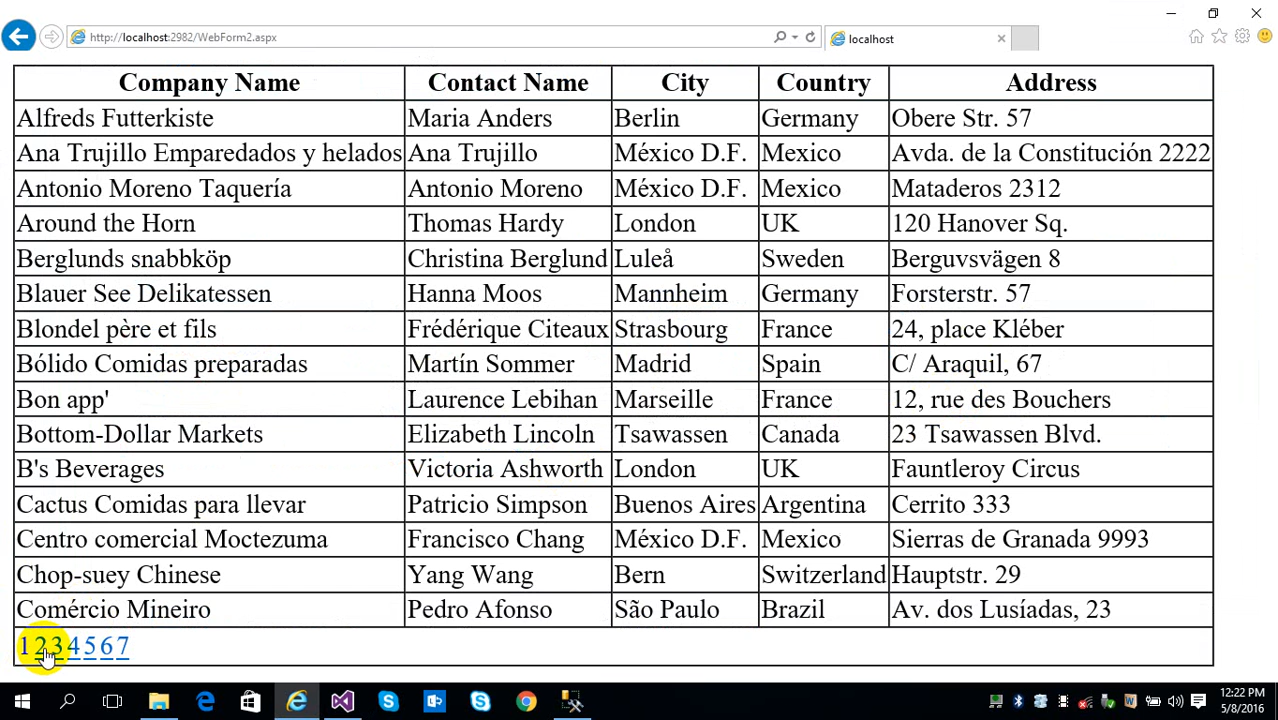 http://localhost:2982/WebForm2.aspx
localhost
Company Name Contact Name City Country Address
Alfreds Futterkiste Maria Anders Berlin Germany Obere Str. 57
Ana Trujillo Emparedados y helados Ana Trujillo México D.F. Mexico Avda. de la Constitución 2222
Antonio Moreno Taquería Antonio Moreno México D.F. Mexico Mataderos 2312
Around the Horn Thomas Hardy London UK 120 Hanover Sq.
Berglunds snabbköp Christina Berglund Luleå Sweden Berguvsvägen 8
Blauer See Delikatessen Hanna Moos Mannheim Germany Forsterstr. 57
Blondel père et fils Frédérique Citeaux Strasbourg France 24, place Kléber
Bólido Comidas preparadas Martín Sommer Madrid Spain C/ Araquil, 67
Bon app' Laurence Lebihan Marseille France 12, rue des Bouchers
Bottom-Dollar Markets Elizabeth Lincoln Tsawassen Canada 23 Tsawassen Blvd.
B's Beverages Victoria Ashworth London UK Fauntleroy Circus
Cactus Comidas para llevar Patricio Simpson Buenos Aires Argentina Cerrito 333
Centro comercial Moctezuma Francisco Chang México D.F. Mexico Sierras de Granada 9993
Chop-suey Chinese Yang Wang Bern Switzerland Hauptstr. 29
Comércio Mineiro Pedro Afonso São Paulo Brazil Av. dos Lusíadas, 23
1 2 3 4 5 6 7
12:22 PM
5/8/2016